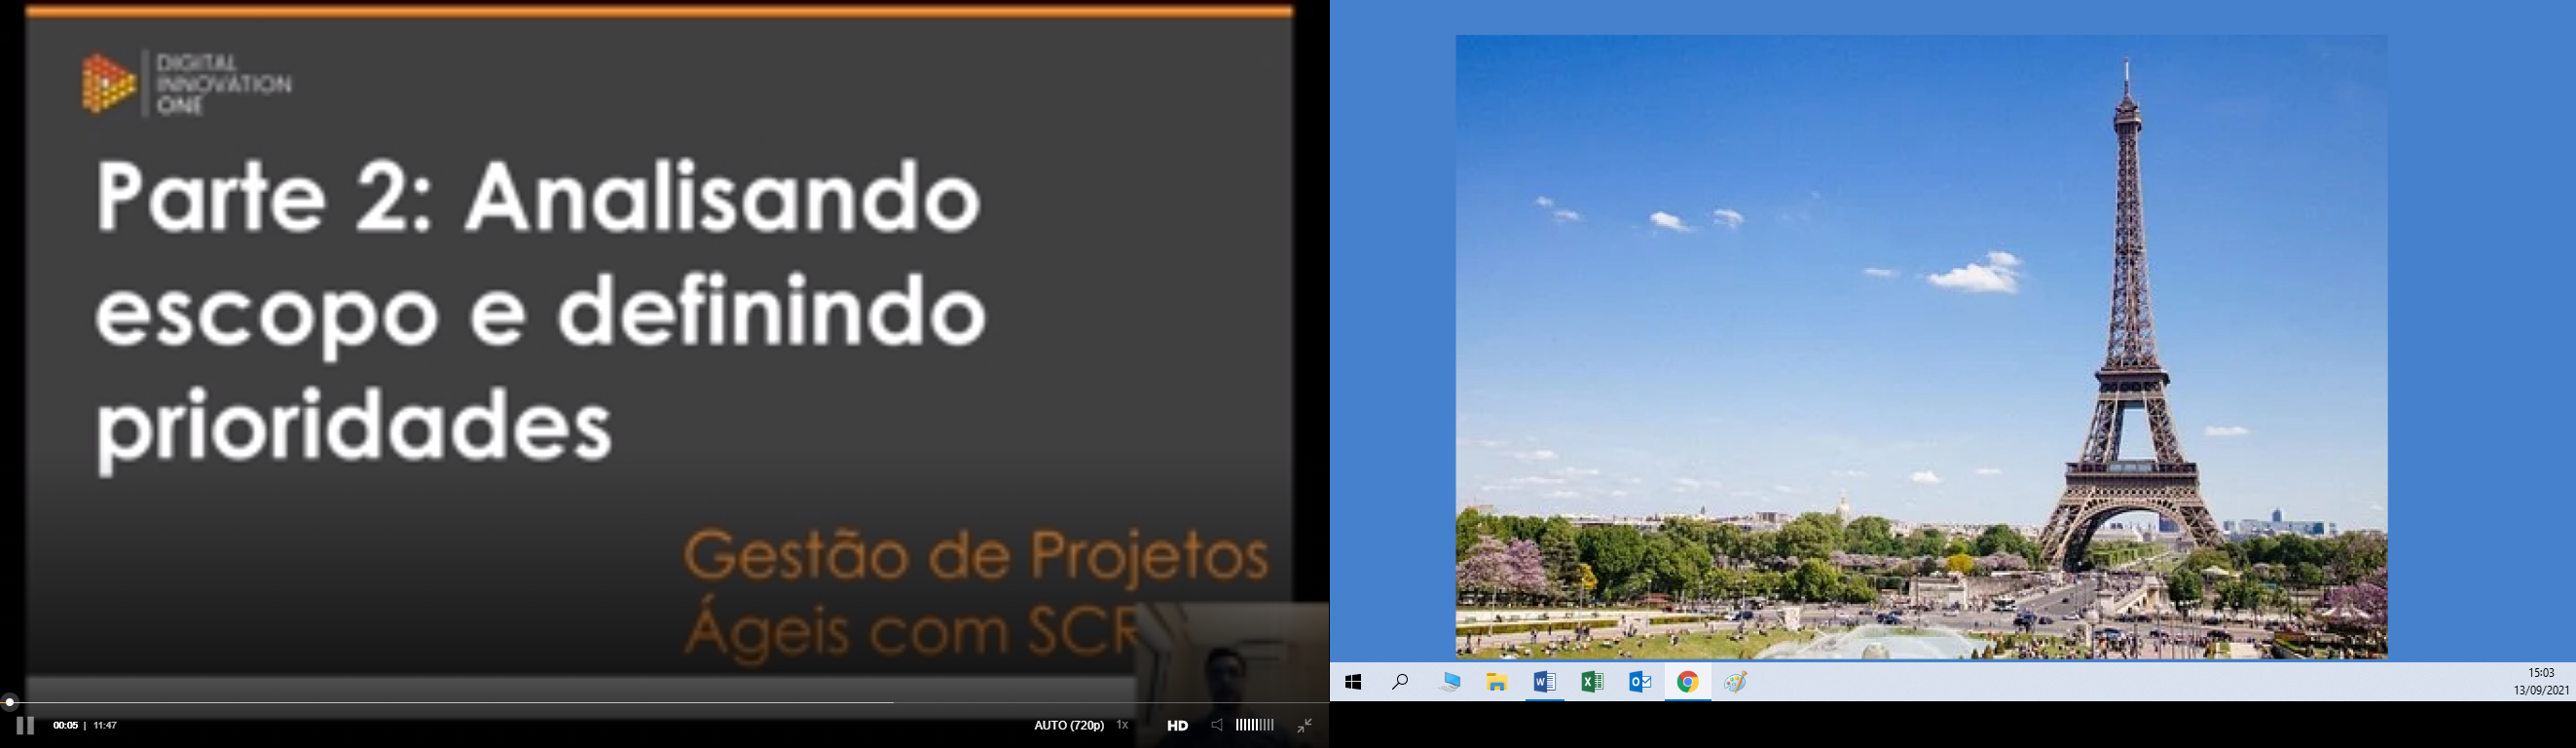 DIGITAL
INNOVATION
ONE
Parte 2: Analisando
escopo e definindo
prioridades
Gestão de Projetos
Ágeis com SCR
00:05 | 11:47
AUTO (720p) 1x HD
15:03
13/09/2021